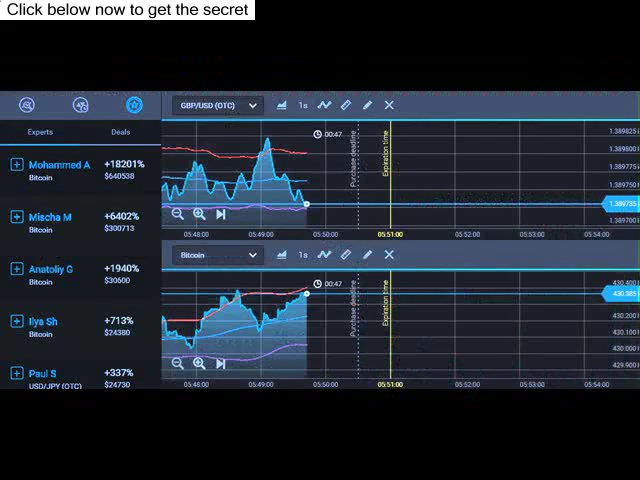 Click below now to get the secret
GBP/USD (OTC) 1s
Experts Deals
Mohammed A +18201%
Bitcoin $640538
Mischa M +6402%
Bitcoin $300713
Anatoliy G +1940%
Bitcoin $30600
Ilya Sh +713%
Bitcoin $24380
Paul S +337%
USD/JPY (OTC) $24730
00:47
Purchase deadline
Expiration time
1.389825
1.389800
1.389775
1.389750
1.389735
1.389700
05:48:00 05:49:00 05:50:00 05:51:00 05:52:00 05:53:00 05:54:00
Bitcoin 1s
00:47
Purchase deadline
Expiration time
430.400
430.385
430.200
430.100
430.000
429.900
05:48:00 05:49:00 05:50:00 05:51:00 05:52:00 05:53:00 05:54:00